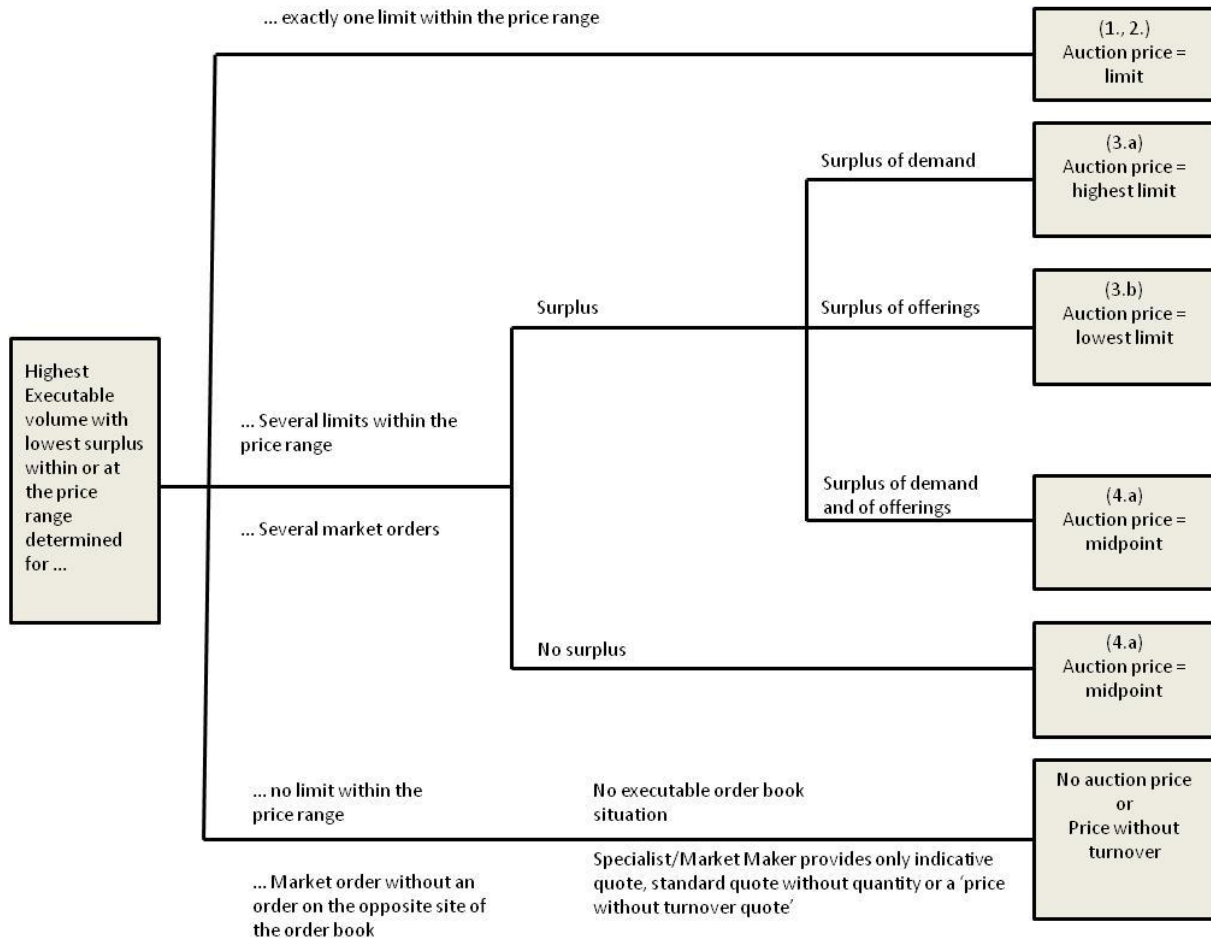 ... exactly one limit within the price range
(1., 2.)
Auction price =
limit
(3.a)
Auction price =
highest limit
Surplus of demand
(3.b)
Auction price =
lowest limit
Surplus
Surplus of offerings
Highest
Executable
volume with
lowest surplus
within or at
the price
range
determined
for ...
... Several limits within the
price range
... Several market orders
Surplus of demand
and of offerings
(4.a)
Auction price =
midpoint
No surplus
(4.a)
Auction price =
midpoint
... no limit within the
price range
No executable order book
situation
No auction price
or
Price without
turnover
... Market order without an
order on the opposite site of
the order book
Specialist/Market Maker provides only indicative
quote, standard quote without quantity or a ‘price
without turnover quote’